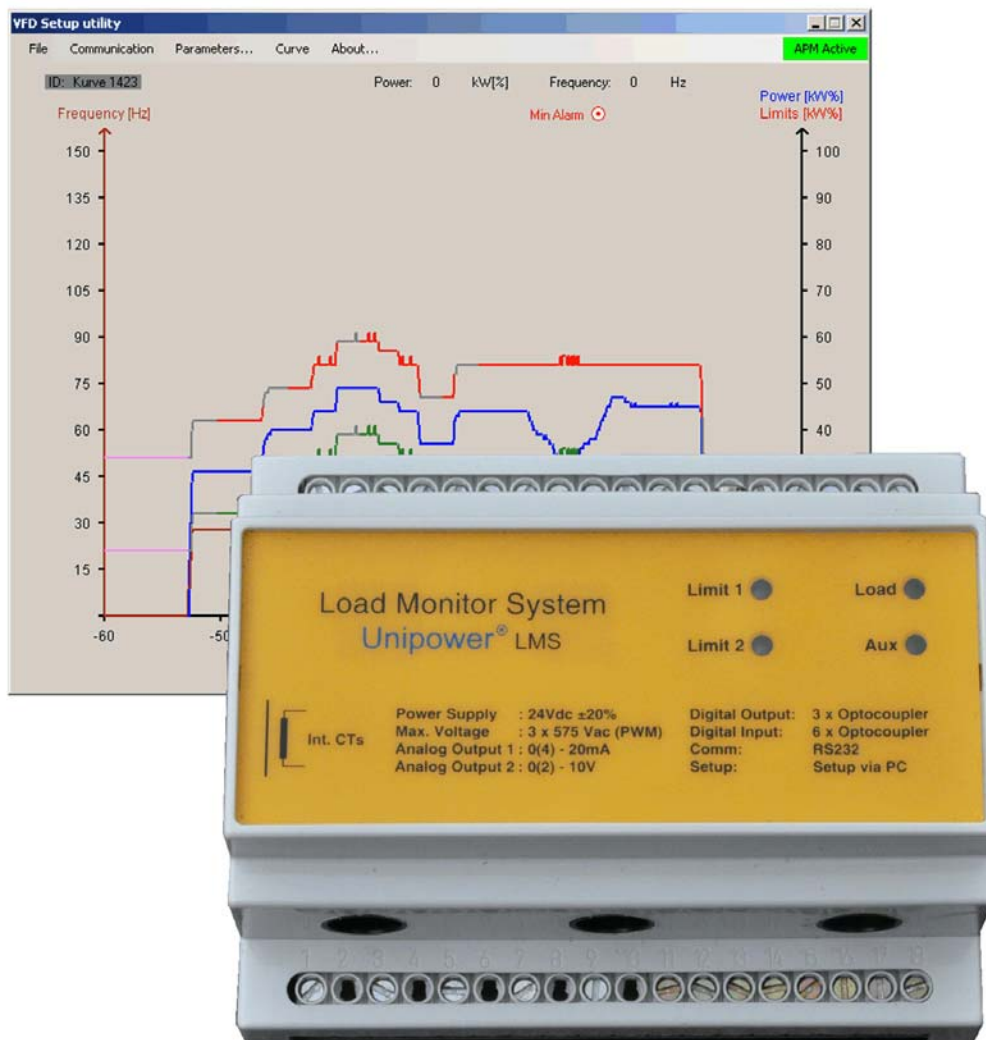 VFD Setup utility
File Communication Parameters... Curve About... APM Active
ID: Kurve 1423 Power: 0 kW[%] Frequency: 0 Hz
Power [kW%]
Frequency [Hz] Min Alarm Limits [kW%]
150 100
135 90
120 80
105 70
90 60
75 50
60 40
45
30
15
-60 -50
Load Monitor System
Unipower® LMS
Limit 1 Load
Limit 2 Aux
Int. CTs
Power Supply : 24Vdc ±20%
Max. Voltage : 3 x 575 Vac (PWM)
Analog Output 1 : 0(4) - 20mA
Analog Output 2 : 0(2) - 10V
Digital Output: 3 x Optocoupler
Digital Input: 6 x Optocoupler
Comm: RS232
Setup: Setup via PC
1 2 3 4 5 6 7 8 9 10 11 12 13 14 15 16 17 18